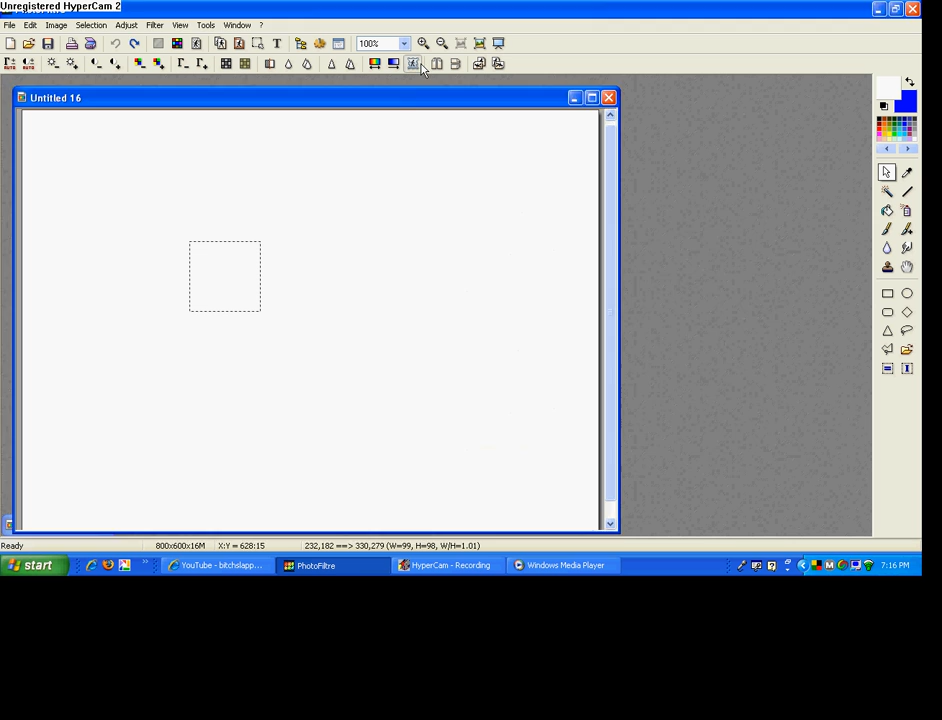 Unregistered HyperCam 2
File Edit Image Selection Adjust Filter View Tools Window ?
100%
Untitled 16
Ready 800x600x16M X:Y = 628:15 232,182 ==> 330,279 (W=99, H=98, W/H=1.01)
start YouTube - bitchslapp... PhotoFiltre HyperCam - Recording Windows Media Player 7:16 PM